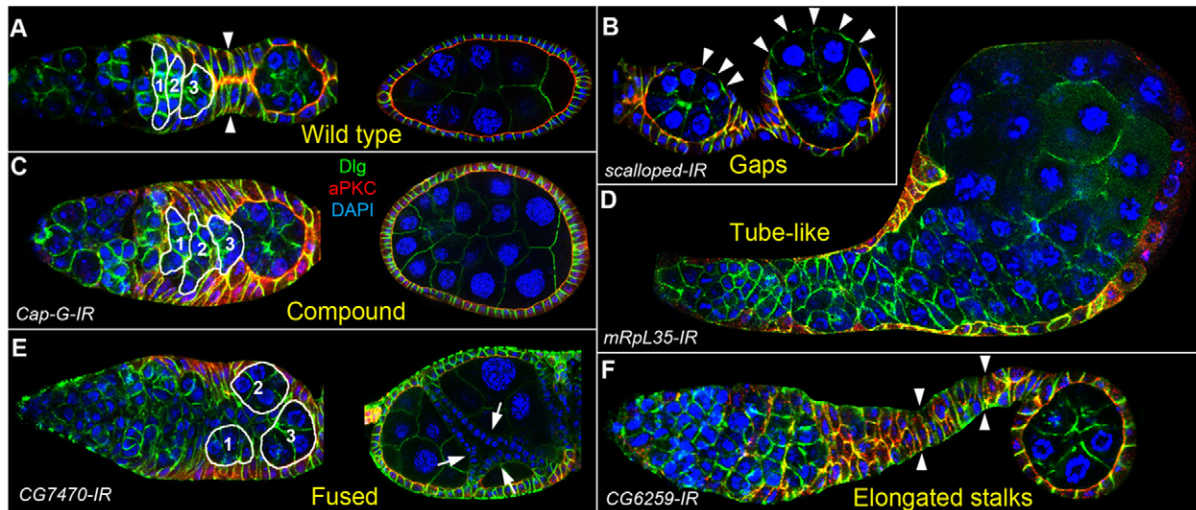 A
1 2 3
Wild type
B
scalloped-IR
Gaps
C
Dlg
aPKC
DAPI
1 2 3
Cap-G-IR
Compound
D
Tube-like
mRpL35-IR
E
2
1 3
CG7470-IR
Fused
F
CG6259-IR
Elongated stalks